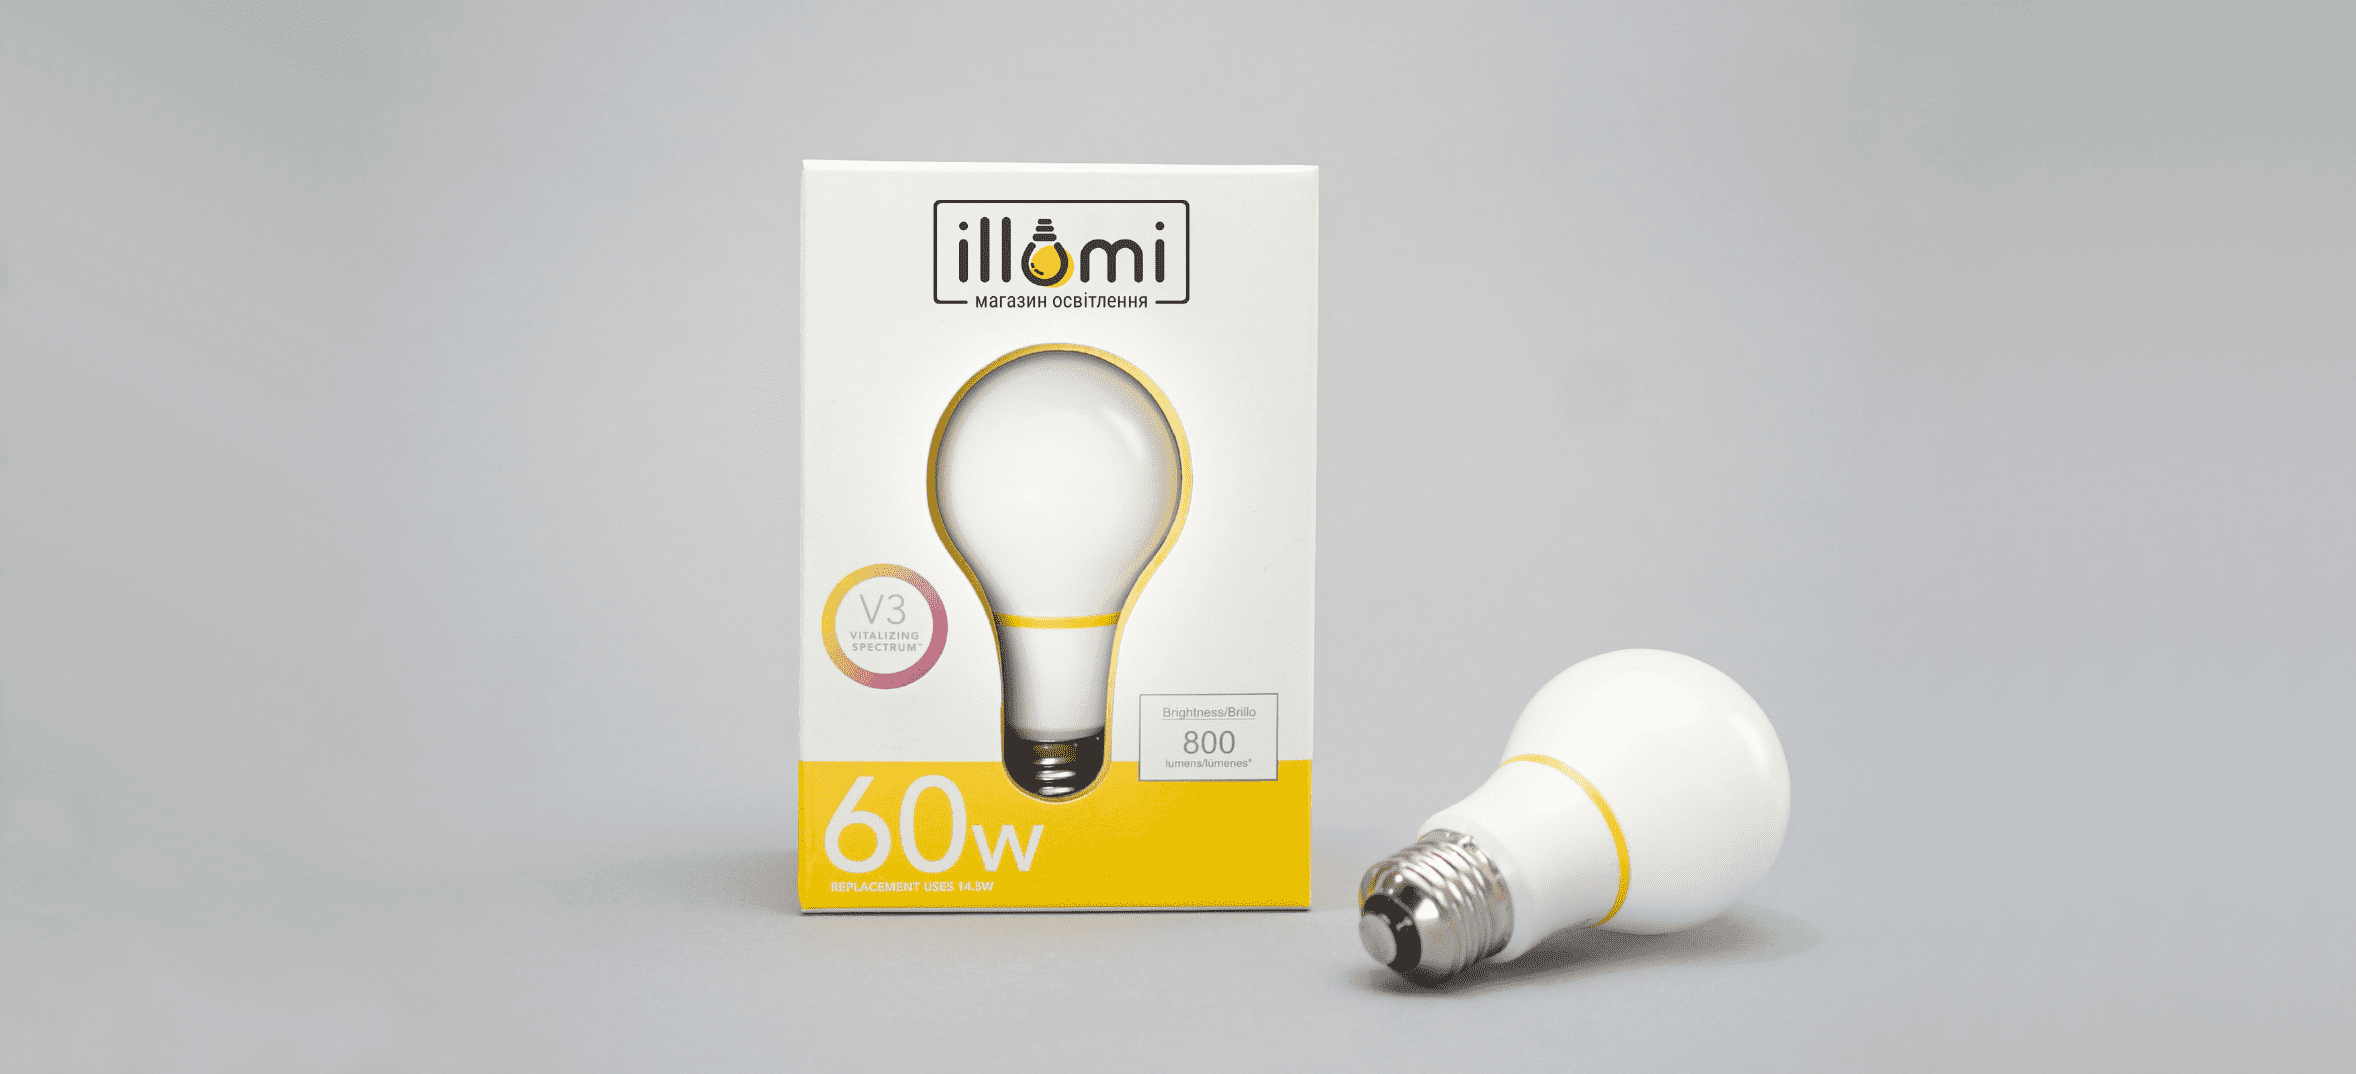 illumi
магазин освітлення
V3
VITALIZING
SPECTRUM™
Brightness/Brillo
800
lumens/lúmenes*
60w
REPLACEMENT USES 14.5W